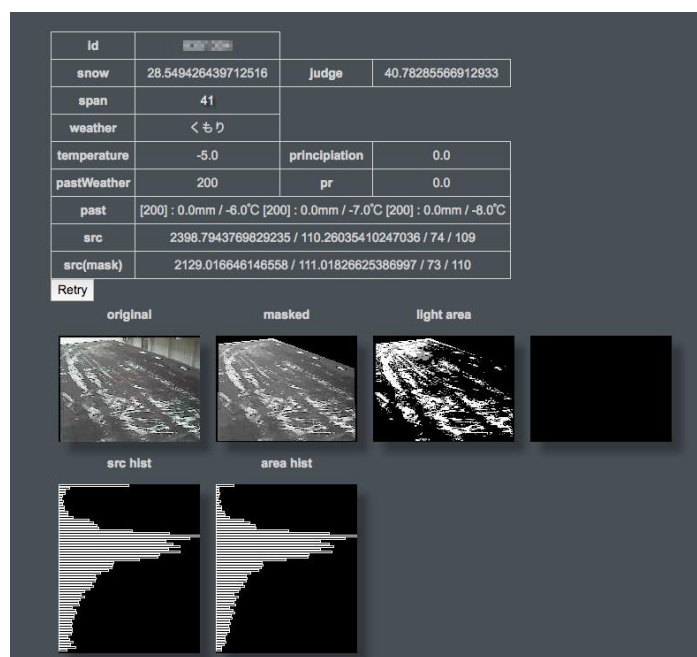 id
snow 28.549426439712516 judge 40.78285566912933
span 41
weather くもり
temperature -5.0 principiation 0.0
pastWeather 200 pr 0.0
past [200] : 0.0mm / -6.0℃ [200] : 0.0mm / -7.0℃ [200] : 0.0mm / -8.0℃
src 2398.7943769829235 / 110.26035410247036 / 74 / 109
src(mask) 2129.016646146558 / 111.01826625386997 / 73 / 110
Retry
original masked light area
src hist area hist